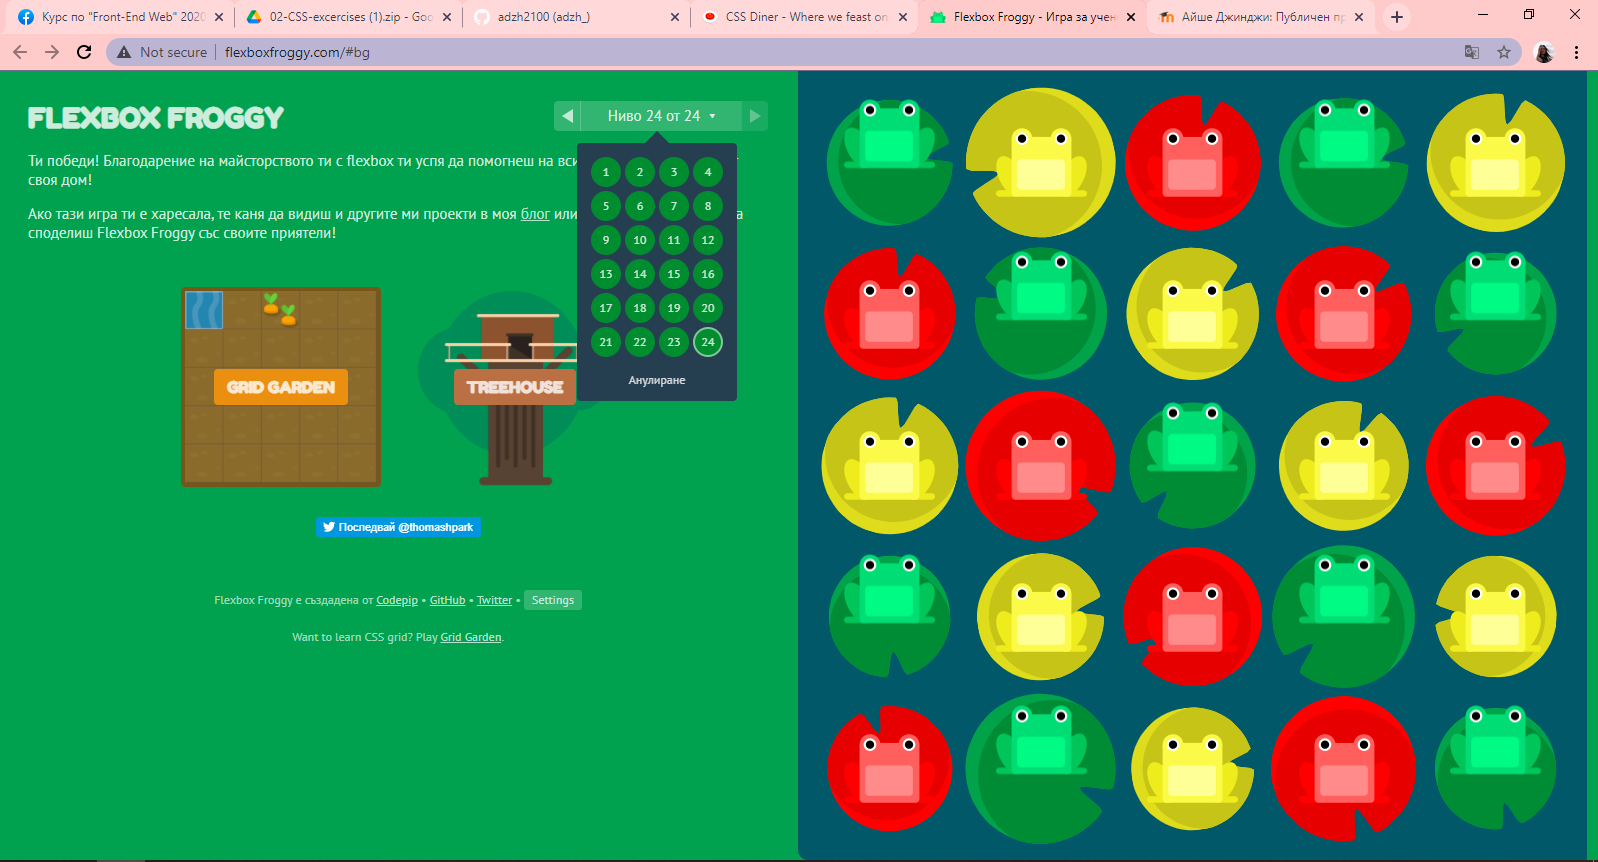 Курс по "Front-End Web" 2020
02-CSS-excercises (1).zip - Goo
adzh2100 (adzh_)
CSS Diner - Where we feast on
Flexbox Froggy - Игра за учен
Айше Джинджи: Публичен пр
Not secure
flexboxfroggy.com/#bg
FLEXBOX FROGGY
Ниво 24 от 24
Ти победи! Благодарение на майсторството ти с flexbox ти успя да помогнеш на вси
своя дом!
Ако тази игра ти е харесала, те каня да видиш и другите ми проекти в моя блог или
а
споделиш Flexbox Froggy със своите приятели!
1 2 3 4
5 6 7 8
9 10 11 12
13 14 15 16
17 18 19 20
21 22 23 24
Анулиране
GRID GARDEN
TREEHOUSE
Последвай @thomashpark
Flexbox Froggy е създадена от Codepip • GitHub • Twitter • Settings
Want to learn CSS grid? Play Grid Garden.